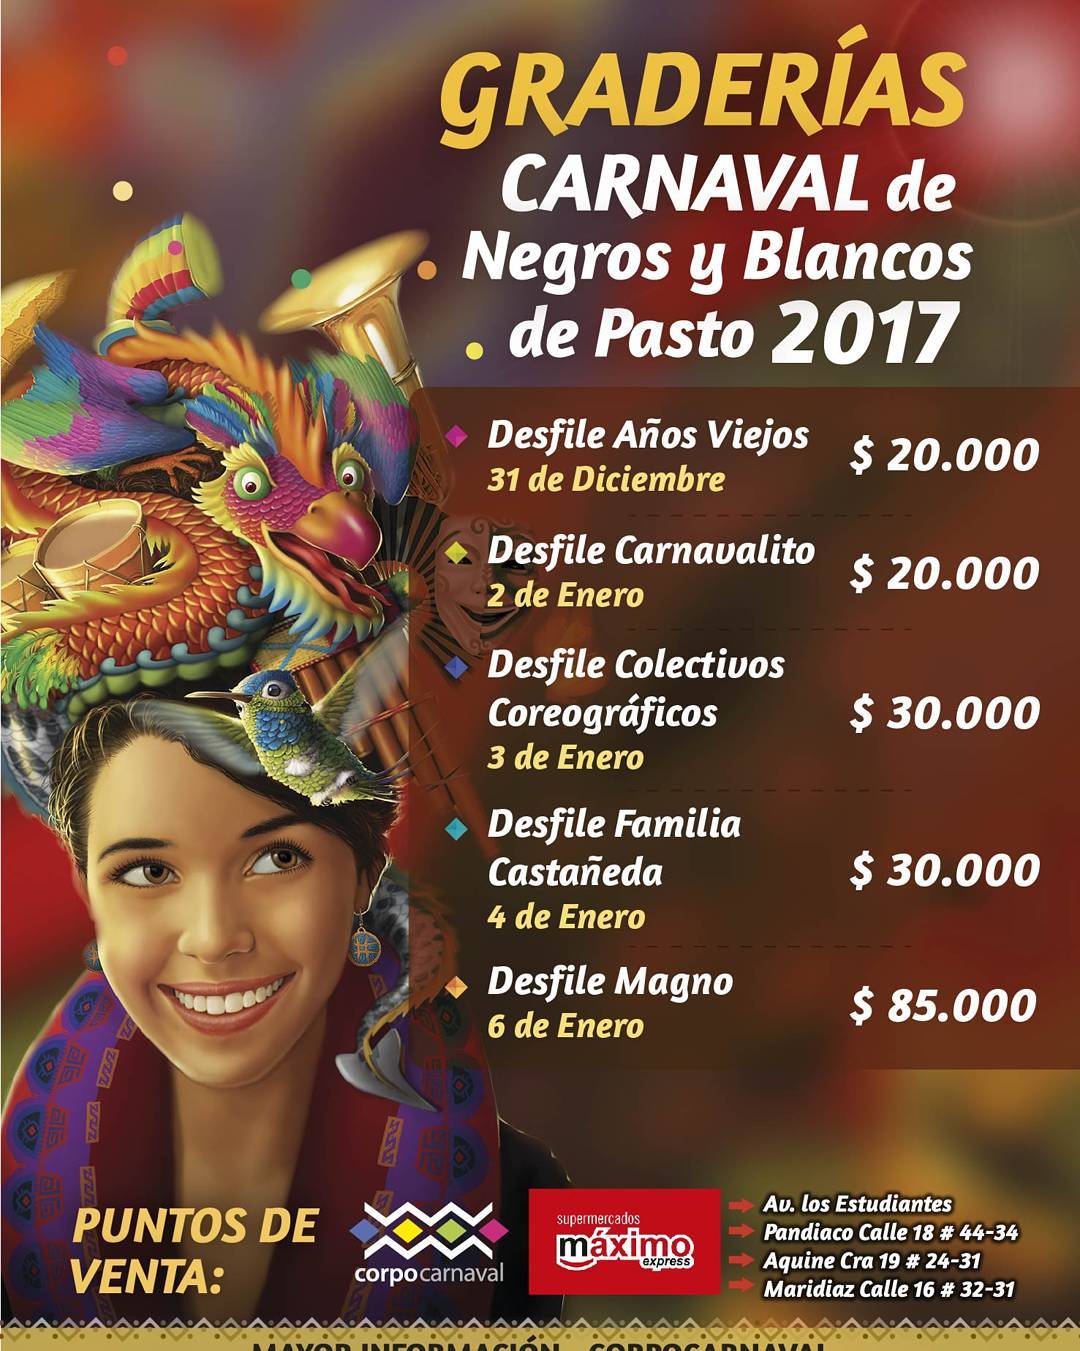 GRADERÍAS
CARNAVAL de
Negros y Blancos
de Pasto 2017
Desfile Años Viejos
31 de Diciembre
$ 20.000
Desfile Carnavalito
2 de Enero
$ 20.000
Desfile Colectivos
Coreográficos
3 de Enero
$ 30.000
Desfile Familia
Castañeda
4 de Enero
$ 30.000
Desfile Magno
6 de Enero
$ 85.000
PUNTOS DE
VENTA:
corpocarnaval
supermercados
máximo
express
Av. los Estudiantes
Pandiaco Calle 18 # 44-34
Aquine Cra 19 # 24-31
Maridiaz Calle 16 # 32-31
MAYOR INFORMACIÓN CORPOCARNAVAL